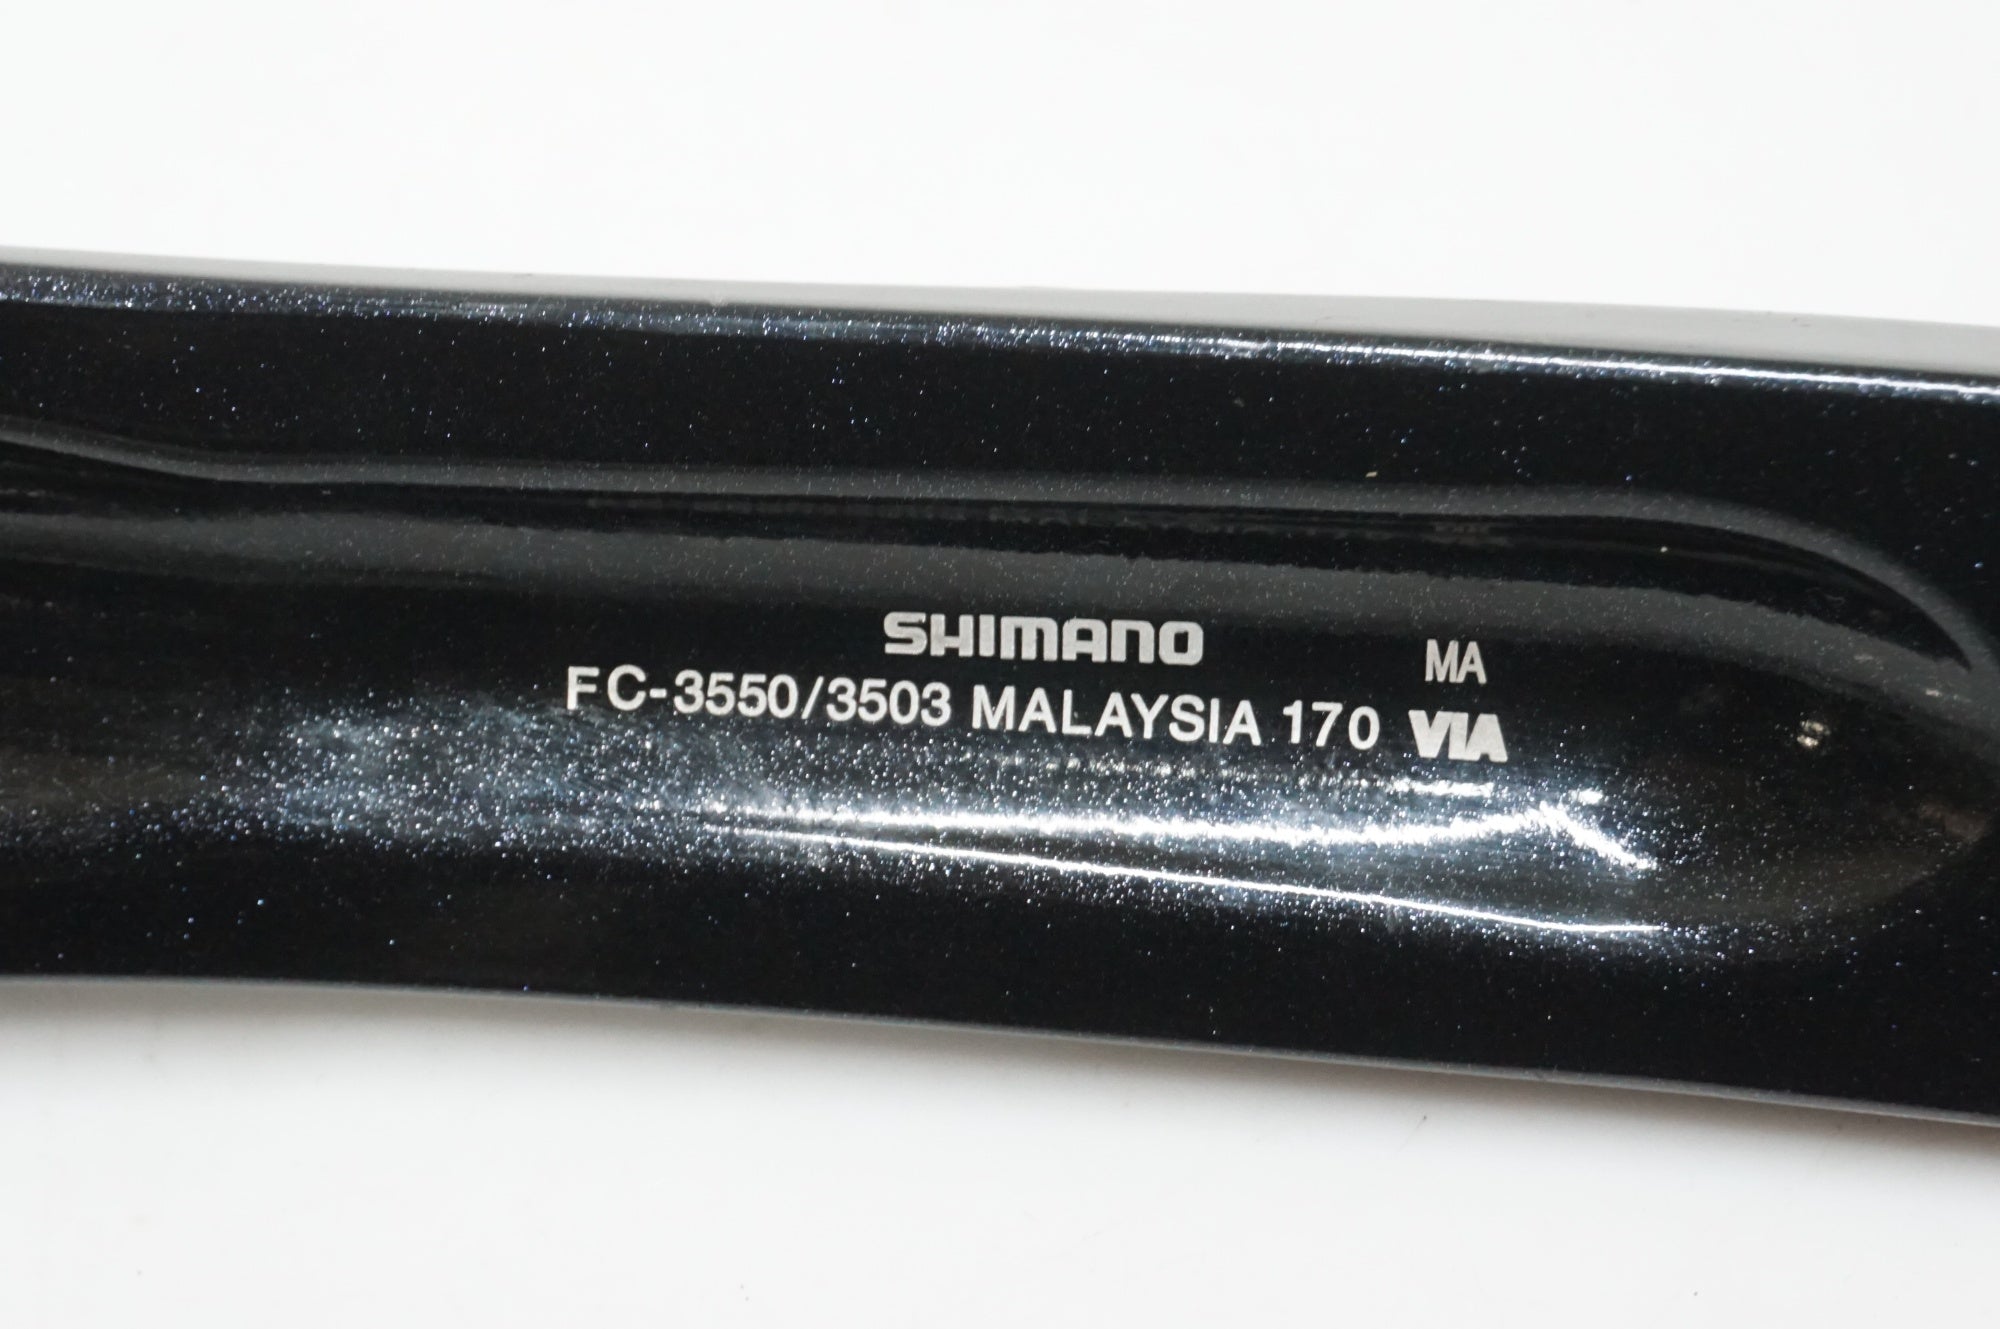 SHIMANO
FC-3550/3503 MALAYSIA 170
MA
VIA